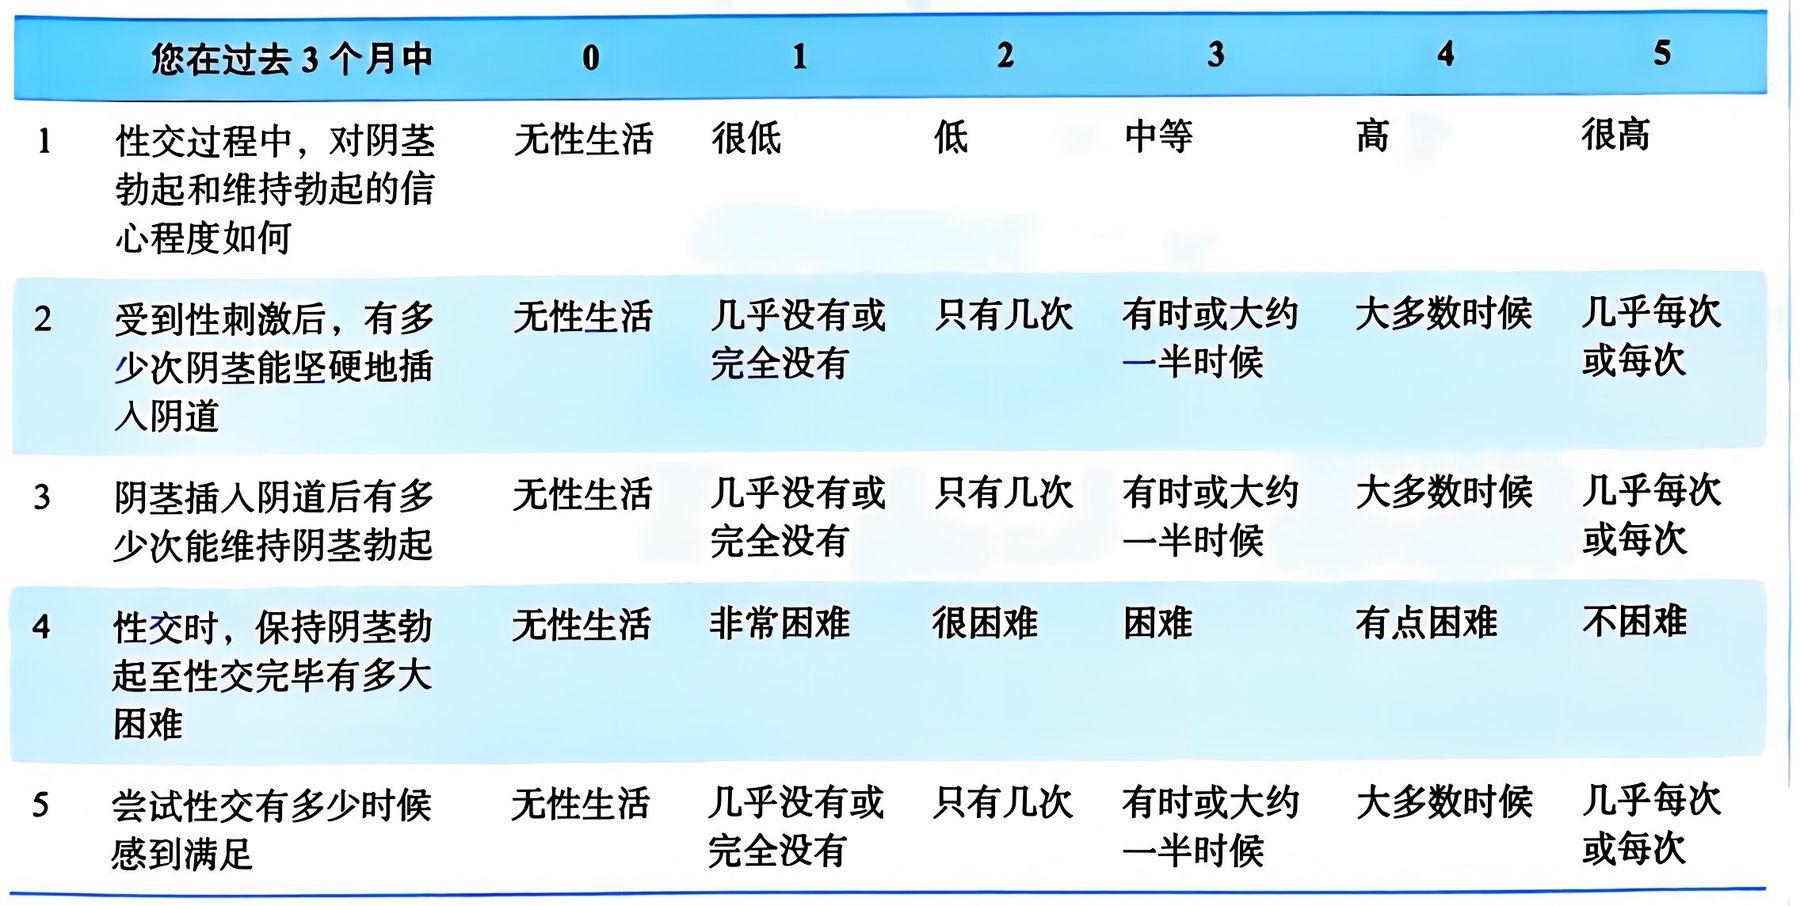 您在过去 3 个月中 0 1 2 3 4 5
1 性交过程中，对阴茎 无性生活 很低 低 中等 高 很高
勃起和维持勃起的信
心程度如何
2 受到性刺激后，有多 无性生活 几乎没有或 只有几次 有时或大约 大多数时候 几乎每次
少次阴茎能坚硬地插 完全没有 一半时候 或每次
入阴道
3 阴茎插入阴道后有多 无性生活 几乎没有或 只有几次 有时或大约 大多数时候 几乎每次
少次能维持阴茎勃起 完全没有 一半时候 或每次
4 性交时，保持阴茎勃 无性生活 非常困难 很困难 困难 有点困难 不困难
起至性交完毕有多大
困难
5 尝试性交有多少时候 无性生活 几乎没有或 只有几次 有时或大约 大多数时候 几乎每次
感到满足 完全没有 一半时候 或每次